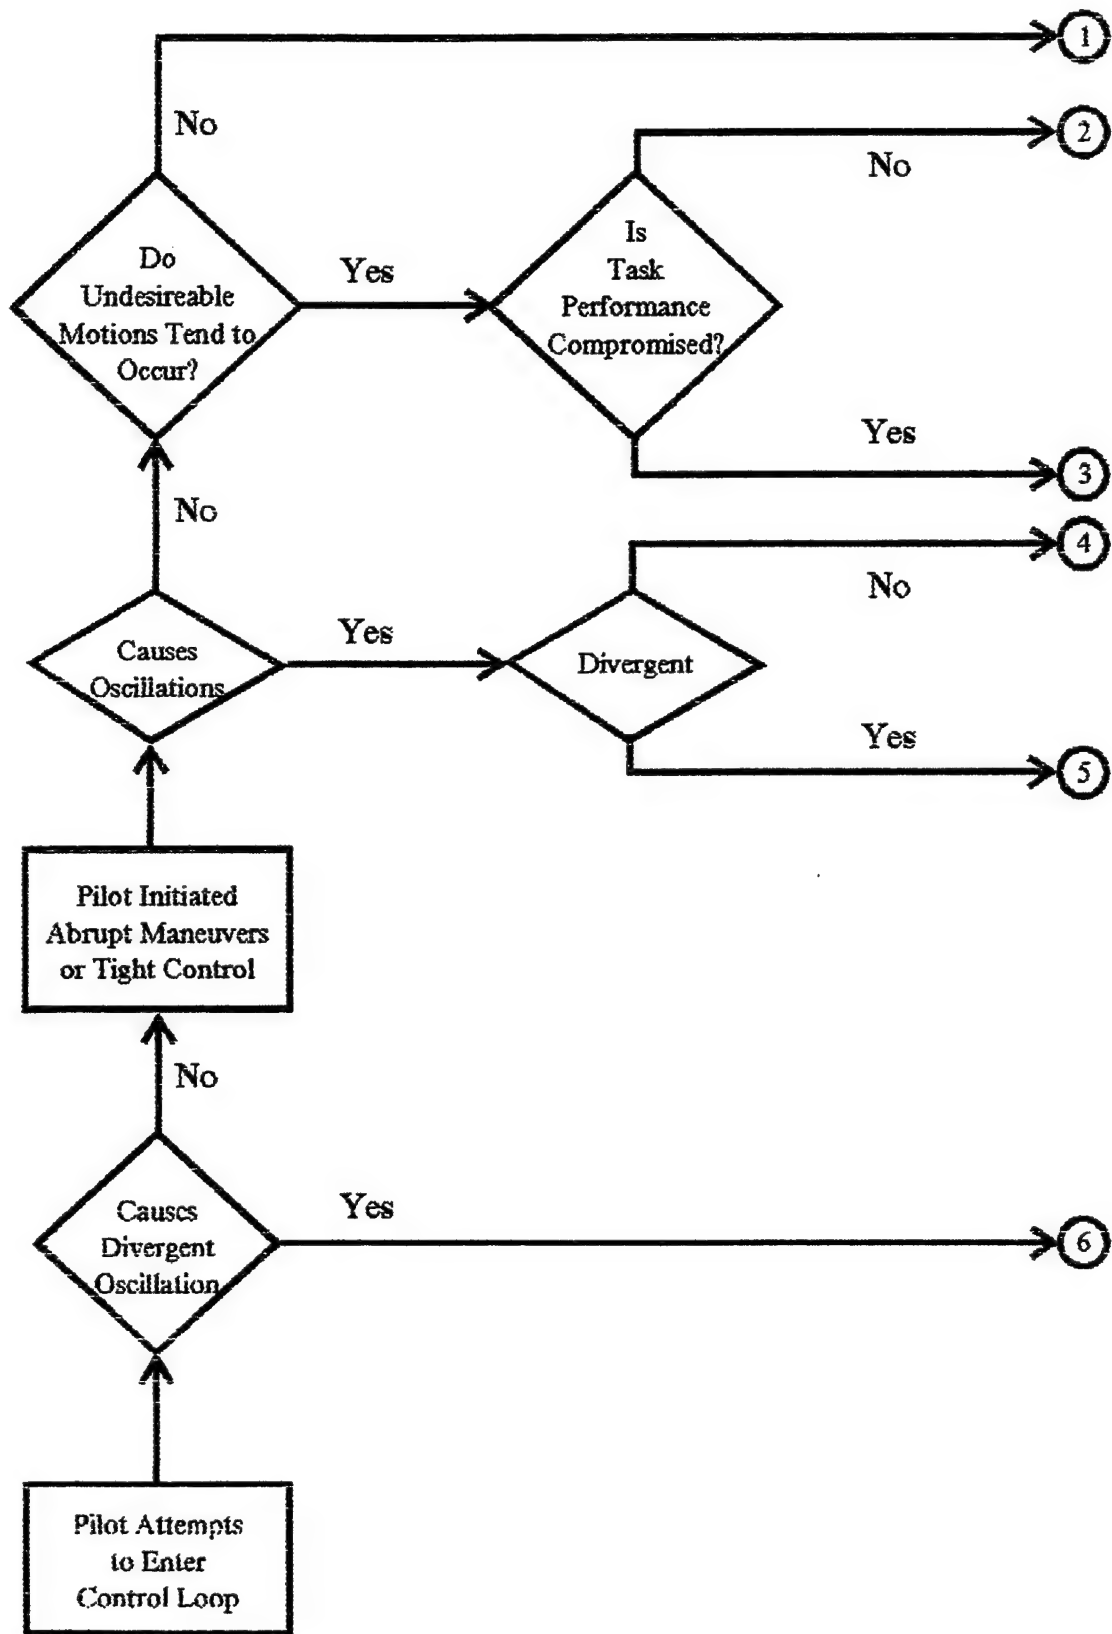 1
No
2
No
Do
Undesireable
Motions Tend to
Occur?
Yes
Is
Task
Performance
Compromised?
Yes
3
No
4
No
Causes
Oscillations
Yes
Divergent
Yes
5
Pilot Initiated
Abrupt Maneuvers
or Tight Control
No
Causes
Divergent
Oscillation
Yes
6
Pilot Attempts
to Enter
Control Loop